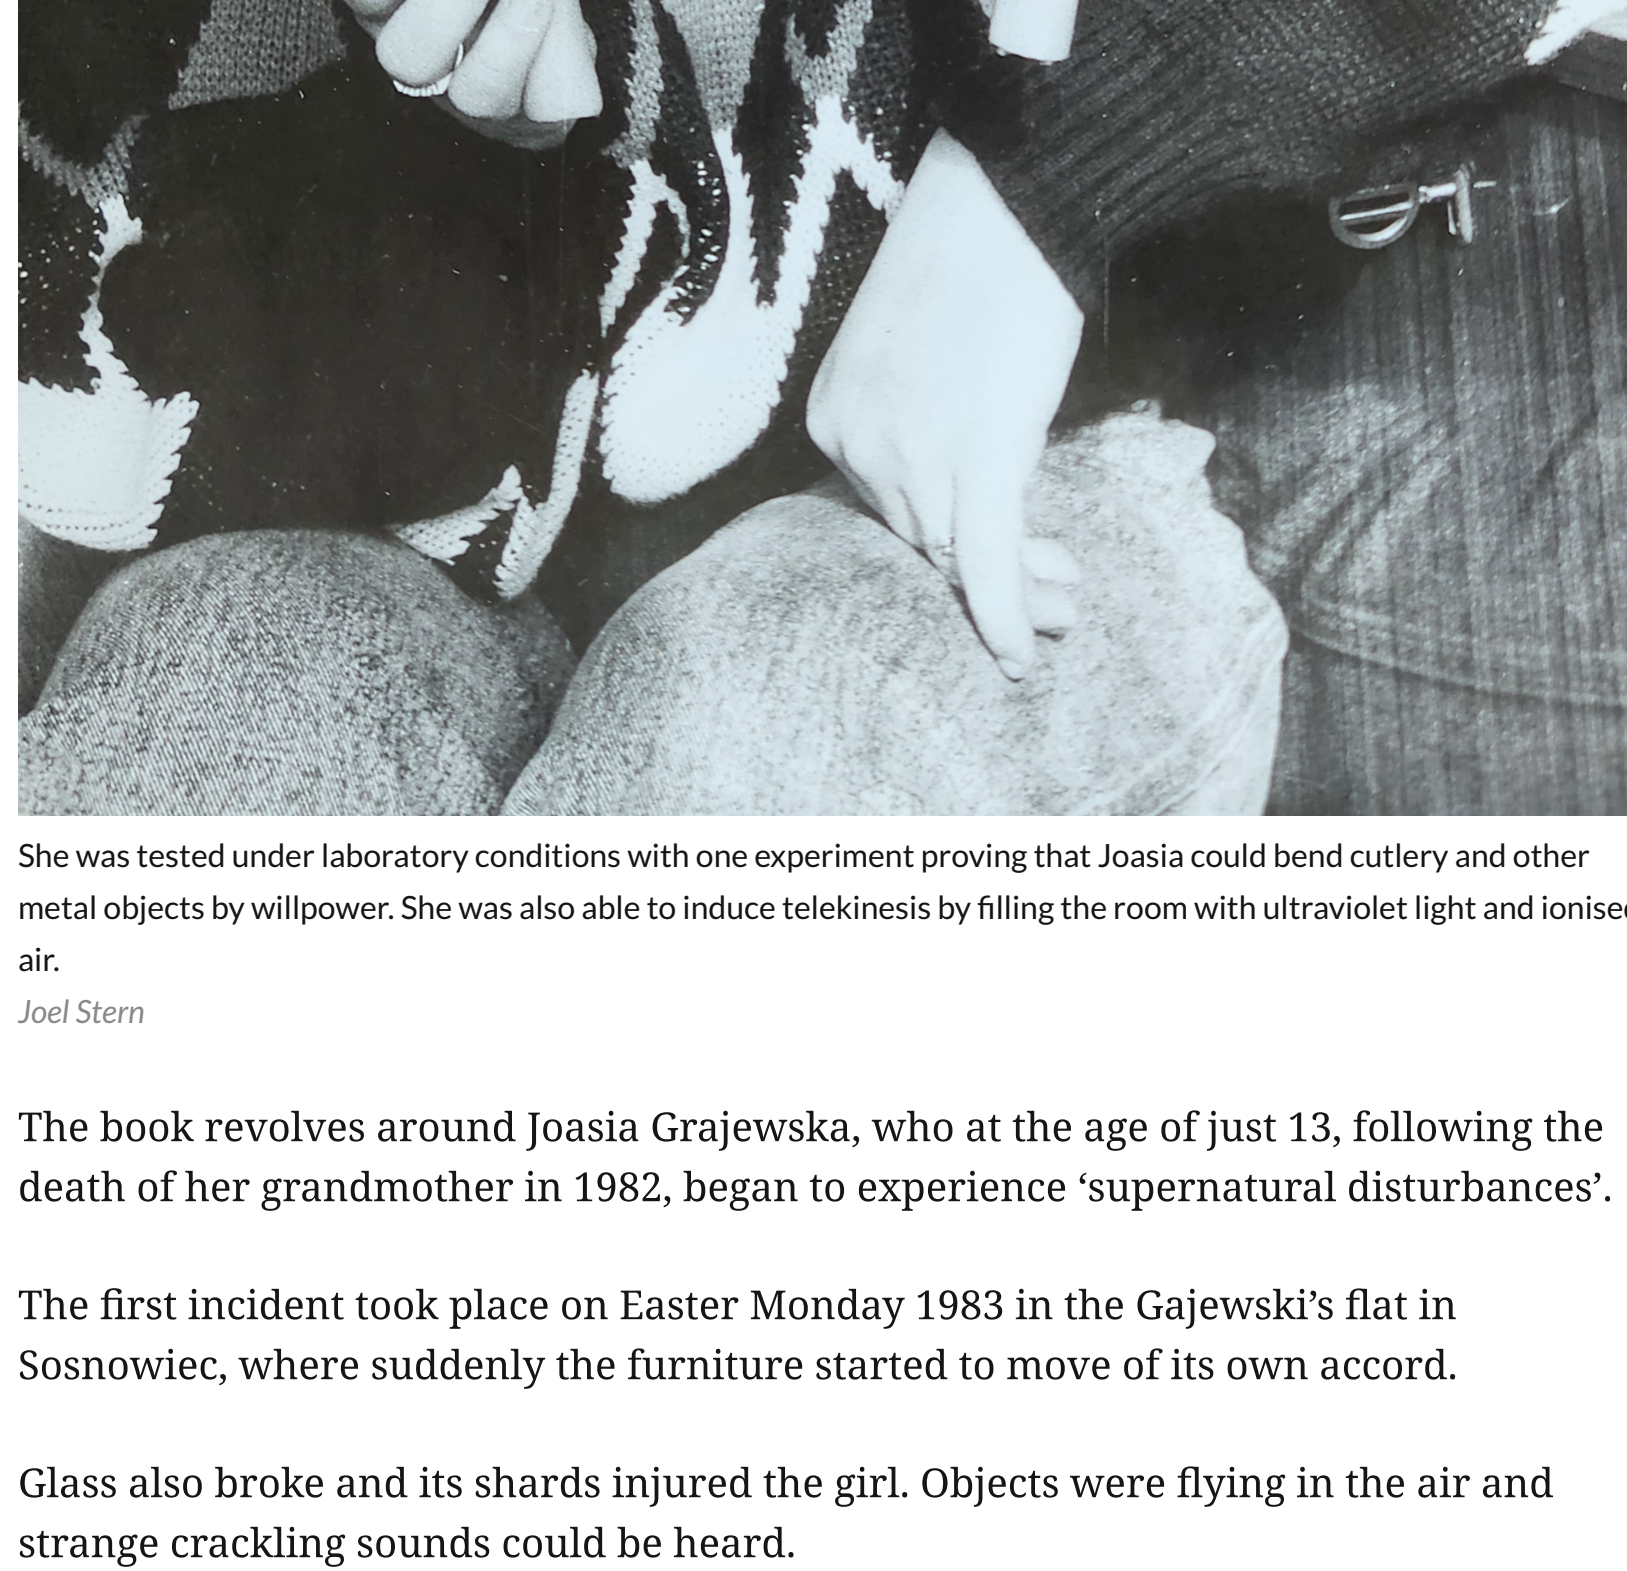 She was tested under laboratory conditions with one experiment proving that Joasia could bend cutlery and other
metal objects by willpower. She was also able to induce telekinesis by filling the room with ultraviolet light and ionised
air.
Joel Stern
The book revolves around Joasia Grajewska, who at the age of just 13, following the
death of her grandmother in 1982, began to experience ‘supernatural disturbances’.
The first incident took place on Easter Monday 1983 in the Gajewski’s flat in
Sosnowiec, where suddenly the furniture started to move of its own accord.
Glass also broke and its shards injured the girl. Objects were flying in the air and
strange crackling sounds could be heard.